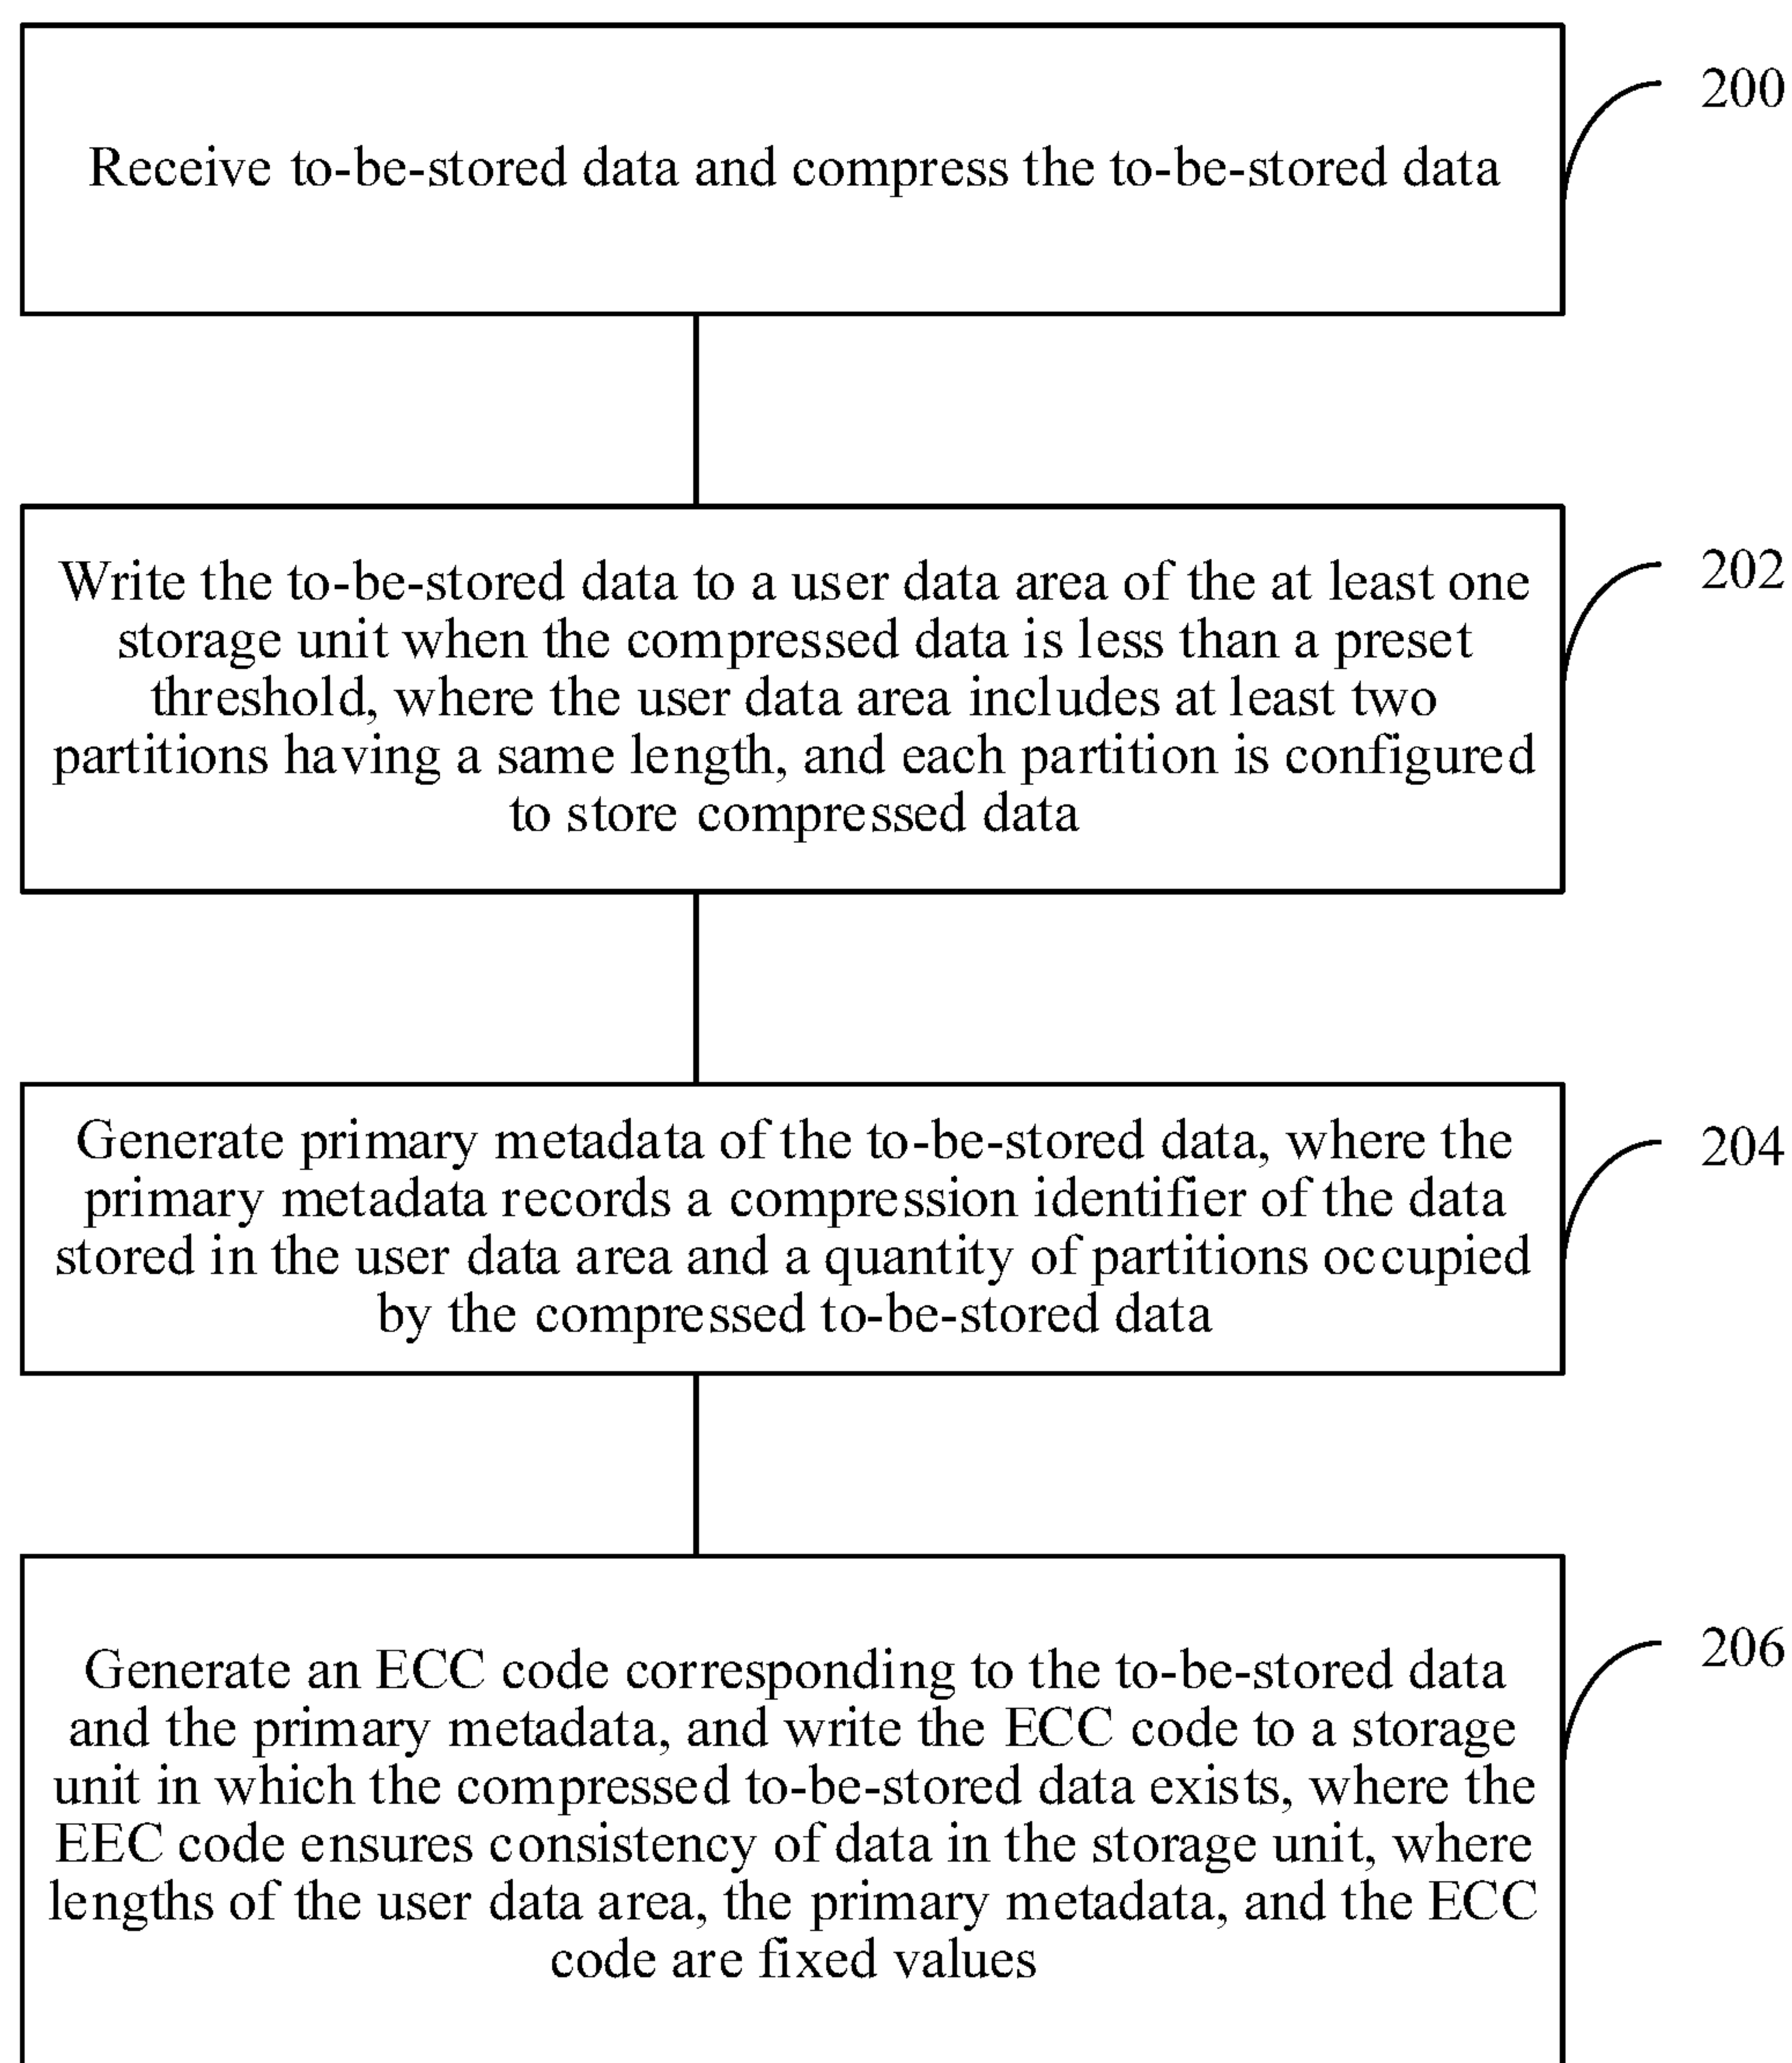 200
Receive to-be-stored data and compress the to-be-stored data
202
Write the to-be-stored data to a user data area of the at least one
storage unit when the compressed data is less than a preset
threshold, where the user data area includes at least two
partitions having a same length, and each partition is configured
to store compressed data
204
Generate primary metadata of the to-be-stored data, where the
primary metadata records a compression identifier of the data
stored in the user data area and a quantity of partitions occupied
by the compressed to-be-stored data
206
Generate an ECC code corresponding to the to-be-stored data
and the primary metadata, and write the ECC code to a storage
unit in which the compressed to-be-stored data exists, where the
EEC code ensures consistency of data in the storage unit, where
lengths of the user data area, the primary metadata, and the ECC
code are fixed values